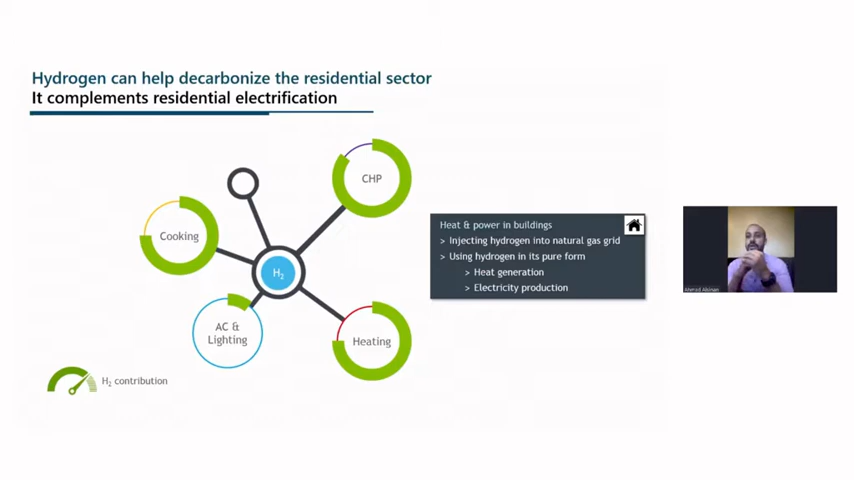 Hydrogen can help decarbonize the residential sector
It complements residential electrification
CHP
Cooking
H₂
AC &
Lighting
Heating
H₂ contribution
Heat & power in buildings
> Injecting hydrogen into natural gas grid
> Using hydrogen in its pure form
> Heat generation
> Electricity production